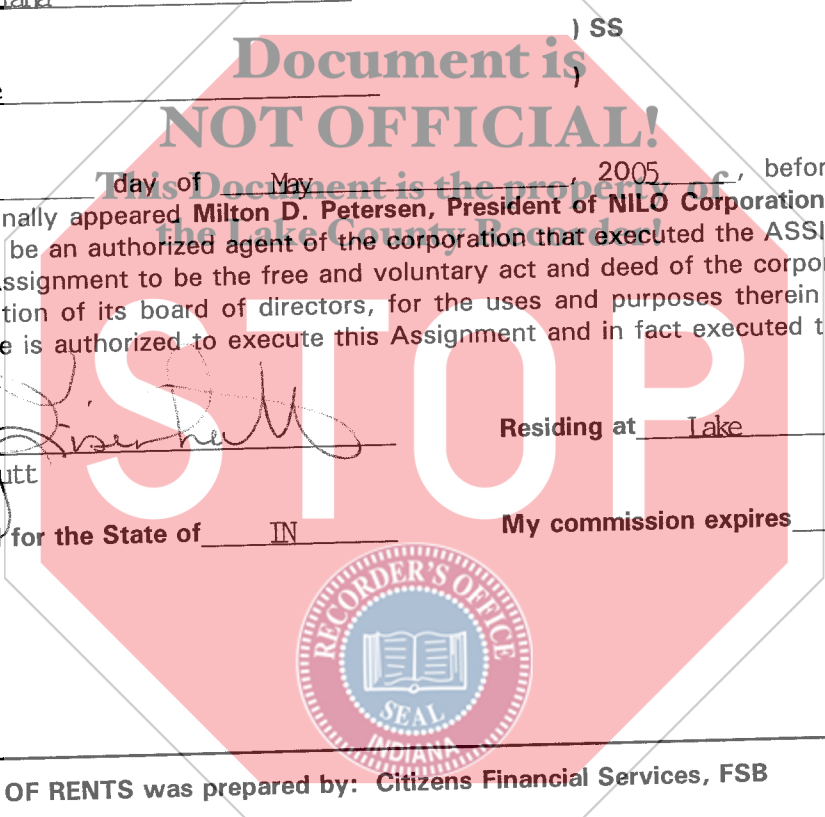 ) SS
Document is
)
NOT OFFICIAL!
This Document is the property of
day of May , 2005 , befor
the Lake County Recorder!
nally appeared Milton D. Petersen, President of NILO Corporation
be an authorized agent of the corporation that executed the ASSI
ssignment to be the free and voluntary act and deed of the corpo
tion of its board of directors, for the uses and purposes therein
e is authorized to execute this Assignment and in fact executed t
STOP
Residing at Lake
utt
for the State of IN
My commission expires
RECORDER'S OFFICE
SEAL
INDIANA
OF RENTS was prepared by: Citizens Financial Services, FSB